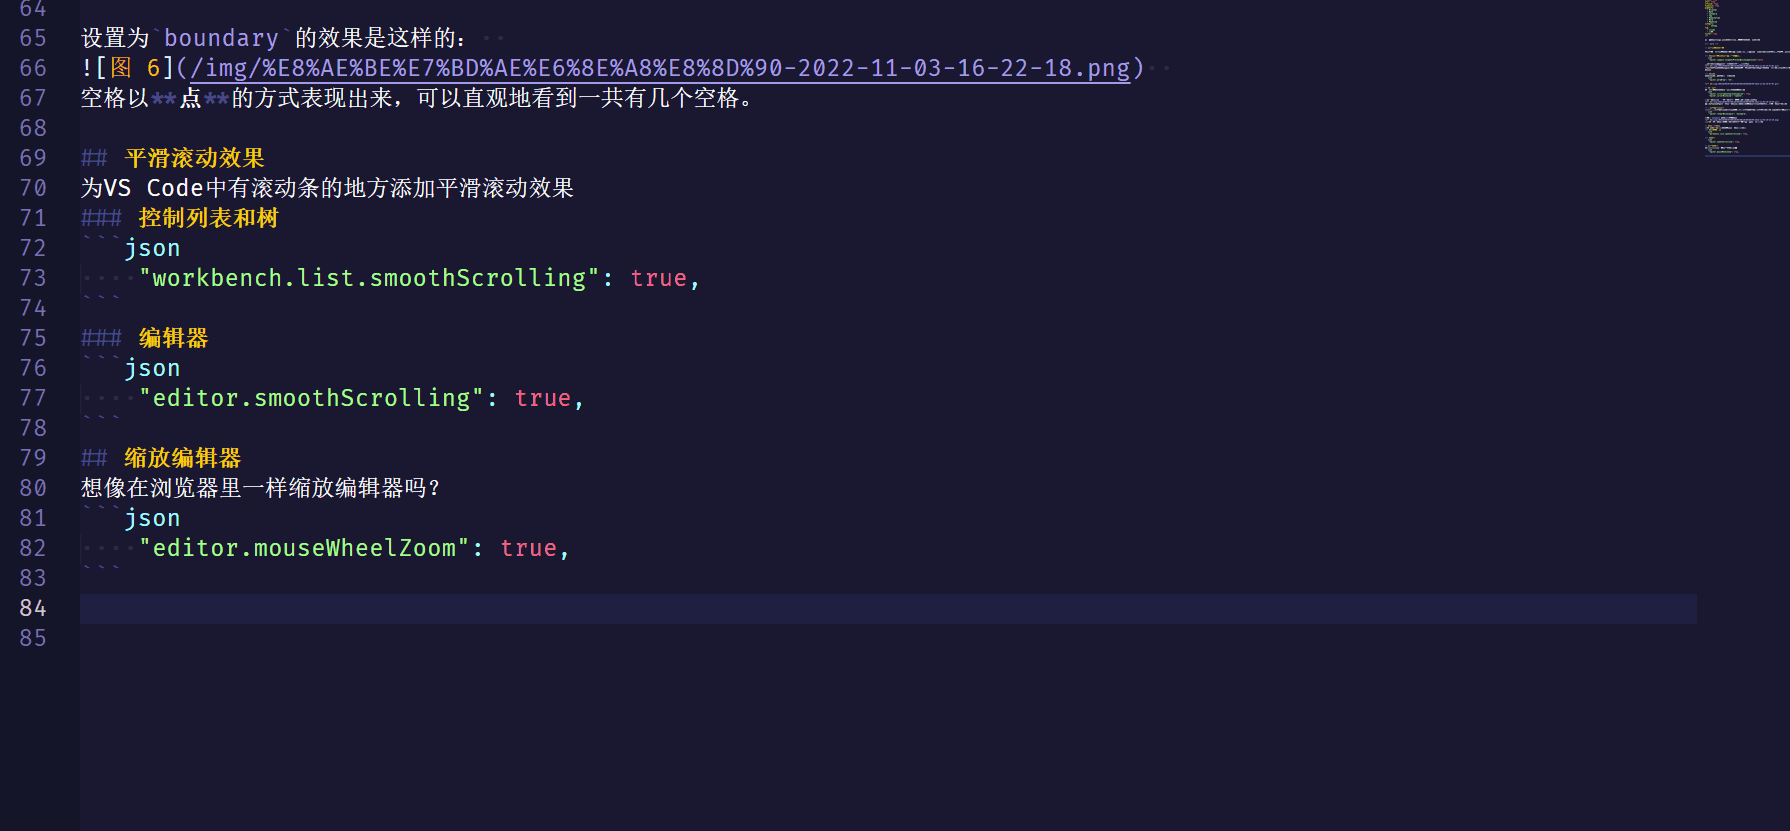 64
65 设置为`boundary`的效果是这样的：
66 ![图 6](/img/%E8%AE%BE%E7%BD%AE%E6%8E%A8%E8%8D%90-2022-11-03-16-22-18.png)
67 空格以**点**的方式表现出来，可以直观地看到一共有几个空格。
68
69 ## 平滑滚动效果
70 为VS Code中有滚动条的地方添加平滑滚动效果
71 ### 控制列表和树
72 ```json
73 ····"workbench.list.smoothScrolling": true,
74 ```
75 ### 编辑器
76 ```json
77 ····"editor.smoothScrolling": true,
78 ```
79 ## 缩放编辑器
80 想像在浏览器里一样缩放编辑器吗？
81 ```json
82 ····"editor.mouseWheelZoom": true,
83 ```
84
85